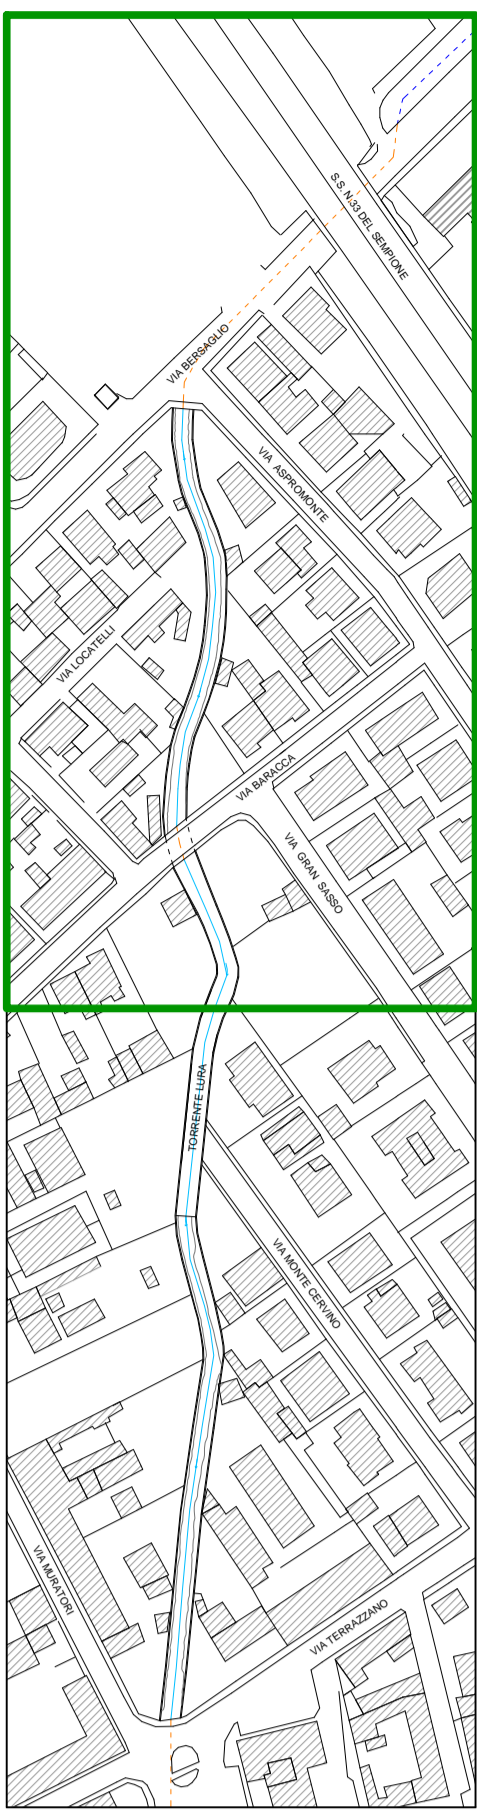 S.S. N.33 DEL SEMPIONE
VIA BERSAGLIO
VIA ASPROMONTE
VIA LOCATELLI
VIA BARACCA
VIA GRAN SASSO
TORRENTE LURA
VIA MONTE CERVINO
VIA MURATORI
VIA TERRAZZANO